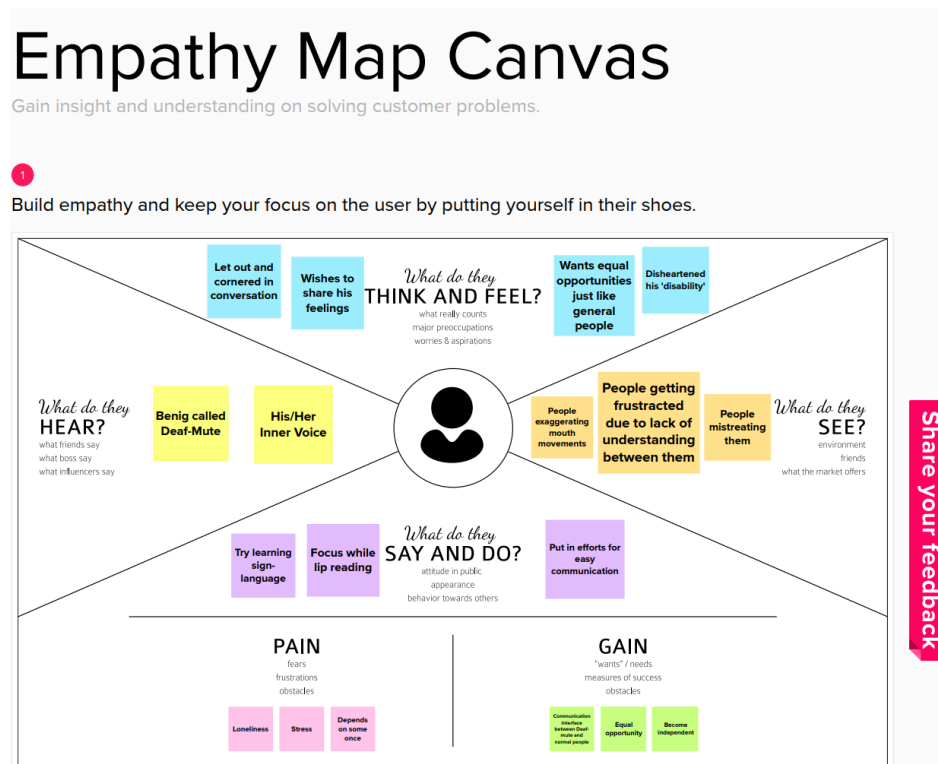 Empathy Map Canvas
Gain insight and understanding on solving customer problems.
1
Build empathy and keep your focus on the user by putting yourself in their shoes.
Let out and
cornered in
conversation
Wishes to
share his
feelings
What do they
THINK AND FEEL?
what really counts
major preoccupations
worries & aspirations
Wants equal
opportunities
just like
general
people
Disheartened
his 'disability'
What do they
HEAR?
what friends say
what boss say
what influencers say
Benig called
Deaf-Mute
His/Her
Inner Voice
People
exaggerating
mouth
movements
People getting
frustracted
due to lack of
understanding
between them
People
mistreating
them
What do they
SEE?
environment
friends
what the market offers
Try learning
sign-
language
Focus while
lip reading
What do they
SAY AND DO?
attitude in public
appearance
behavior towards others
Put in efforts for
easy
communication
PAIN
fears
frustrations
obstacles
Loneliness
Stress
Depends
on some
once
GAIN
"wants" / needs
measures of success
obstacles
Communication
interface
between Deaf-
mute and
normal people
Equal
opportunity
Become
independent
Share your feedback